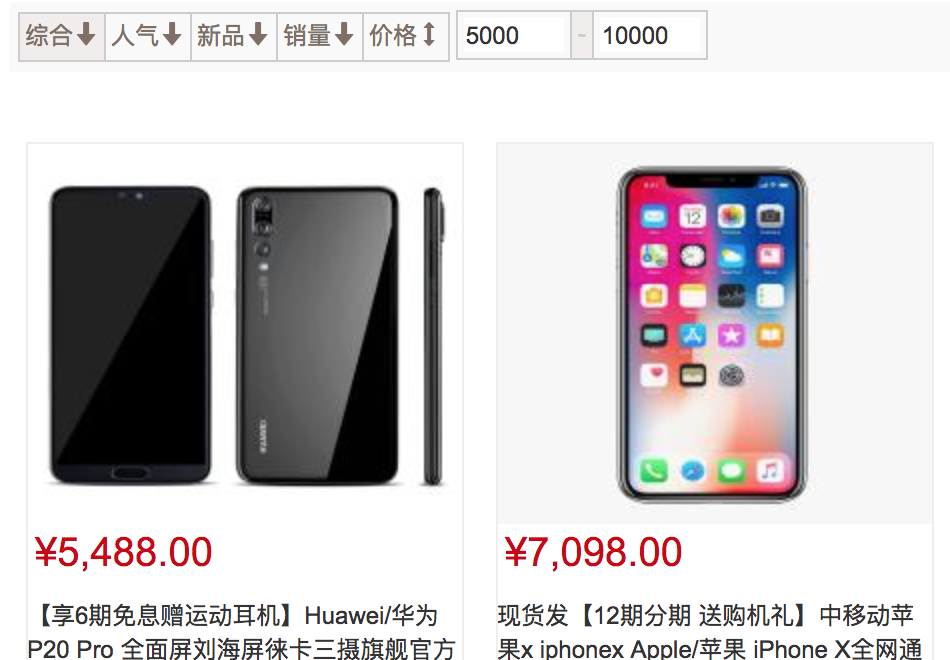 综合 人气 新品 销量 价格 5000 - 10000
HUAWEI
9:41
12
¥5,488.00 ¥7,098.00
【享6期免息赠运动耳机】Huawei/华为
P20 Pro 全面屏刘海屏徕卡三摄旗舰官方
现货发【12期分期 送购机礼】中移动苹
果x iphonex Apple/苹果 iPhone X全网通